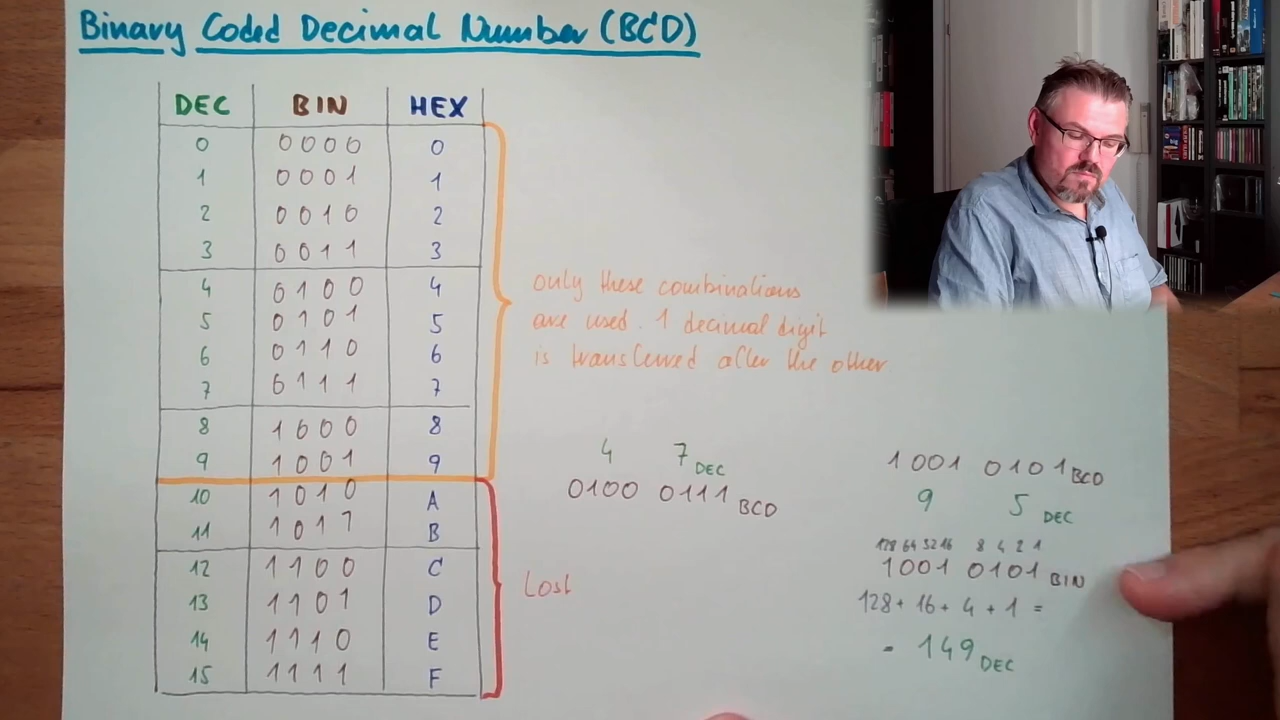 Binary Coded Decimal Number (BCD)
DEC BIN HEX
0 0000 0
1 0001 1
2 0010 2
3 0011 3
4 0100 4
5 0101 5
6 0110 6
7 0111 7
8 1000 8
9 1001 9
10 1010 A
11 1011 B
12 1100 C
13 1101 D
14 1110 E
15 1111 F
only these combinations
are used. 1 decimal digit
is transferred after the other
Lost
4 7 DEC
0100 0111 BCD
1001 0101 BCD
9 5 DEC
128 64 32 16 8 4 2 1
1001 0101 BIN
128 + 16 + 4 + 1 =
= 149 DEC